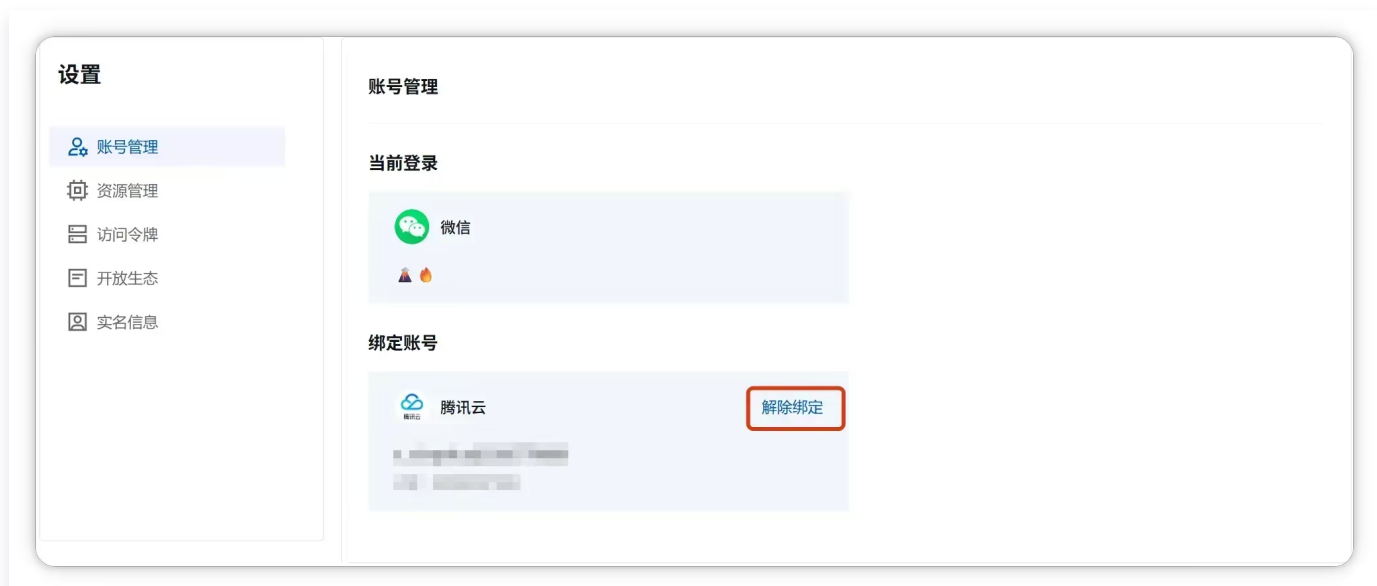 设置
账号管理
资源管理
访问令牌
开放生态
实名信息
账号管理
当前登录
微信
绑定账号
腾讯云
腾讯云
解除绑定